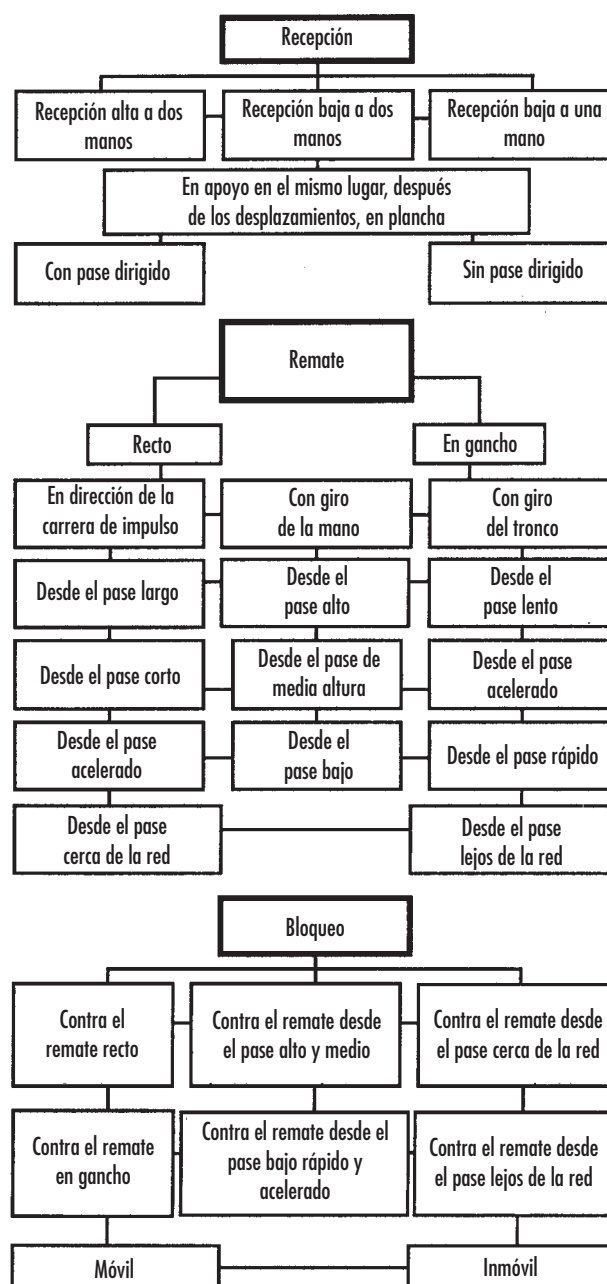 Recepción
Recepción alta a dos
manos
Recepción baja a dos
manos
Recepción baja a una
mano
En apoyo en el mismo lugar, después
de los desplazamientos, en plancha
Con pase dirigido
Sin pase dirigido
Remate
Recto
En gancho
En dirección de la
carrera de impulso
Con giro
de la mano
Con giro
del tronco
Desde el pase largo
Desde el
pase alto
Desde el
pase lento
Desde el pase corto
Desde el pase de
media altura
Desde el pase
acelerado
Desde el pase
acelerado
Desde el
pase bajo
Desde el pase rápido
Desde el pase
cerca de la red
Desde el pase
lejos de la red
Bloqueo
Contra el
remate recto
Contra el remate desde
el pase alto y medio
Contra el remate desde
el pase cerca de la red
Contra el remate
en gancho
Contra el remate desde el
pase bajo rápido y
acelerado
Contra el remate desde
el pase lejos de la red
Móvil
Inmóvil